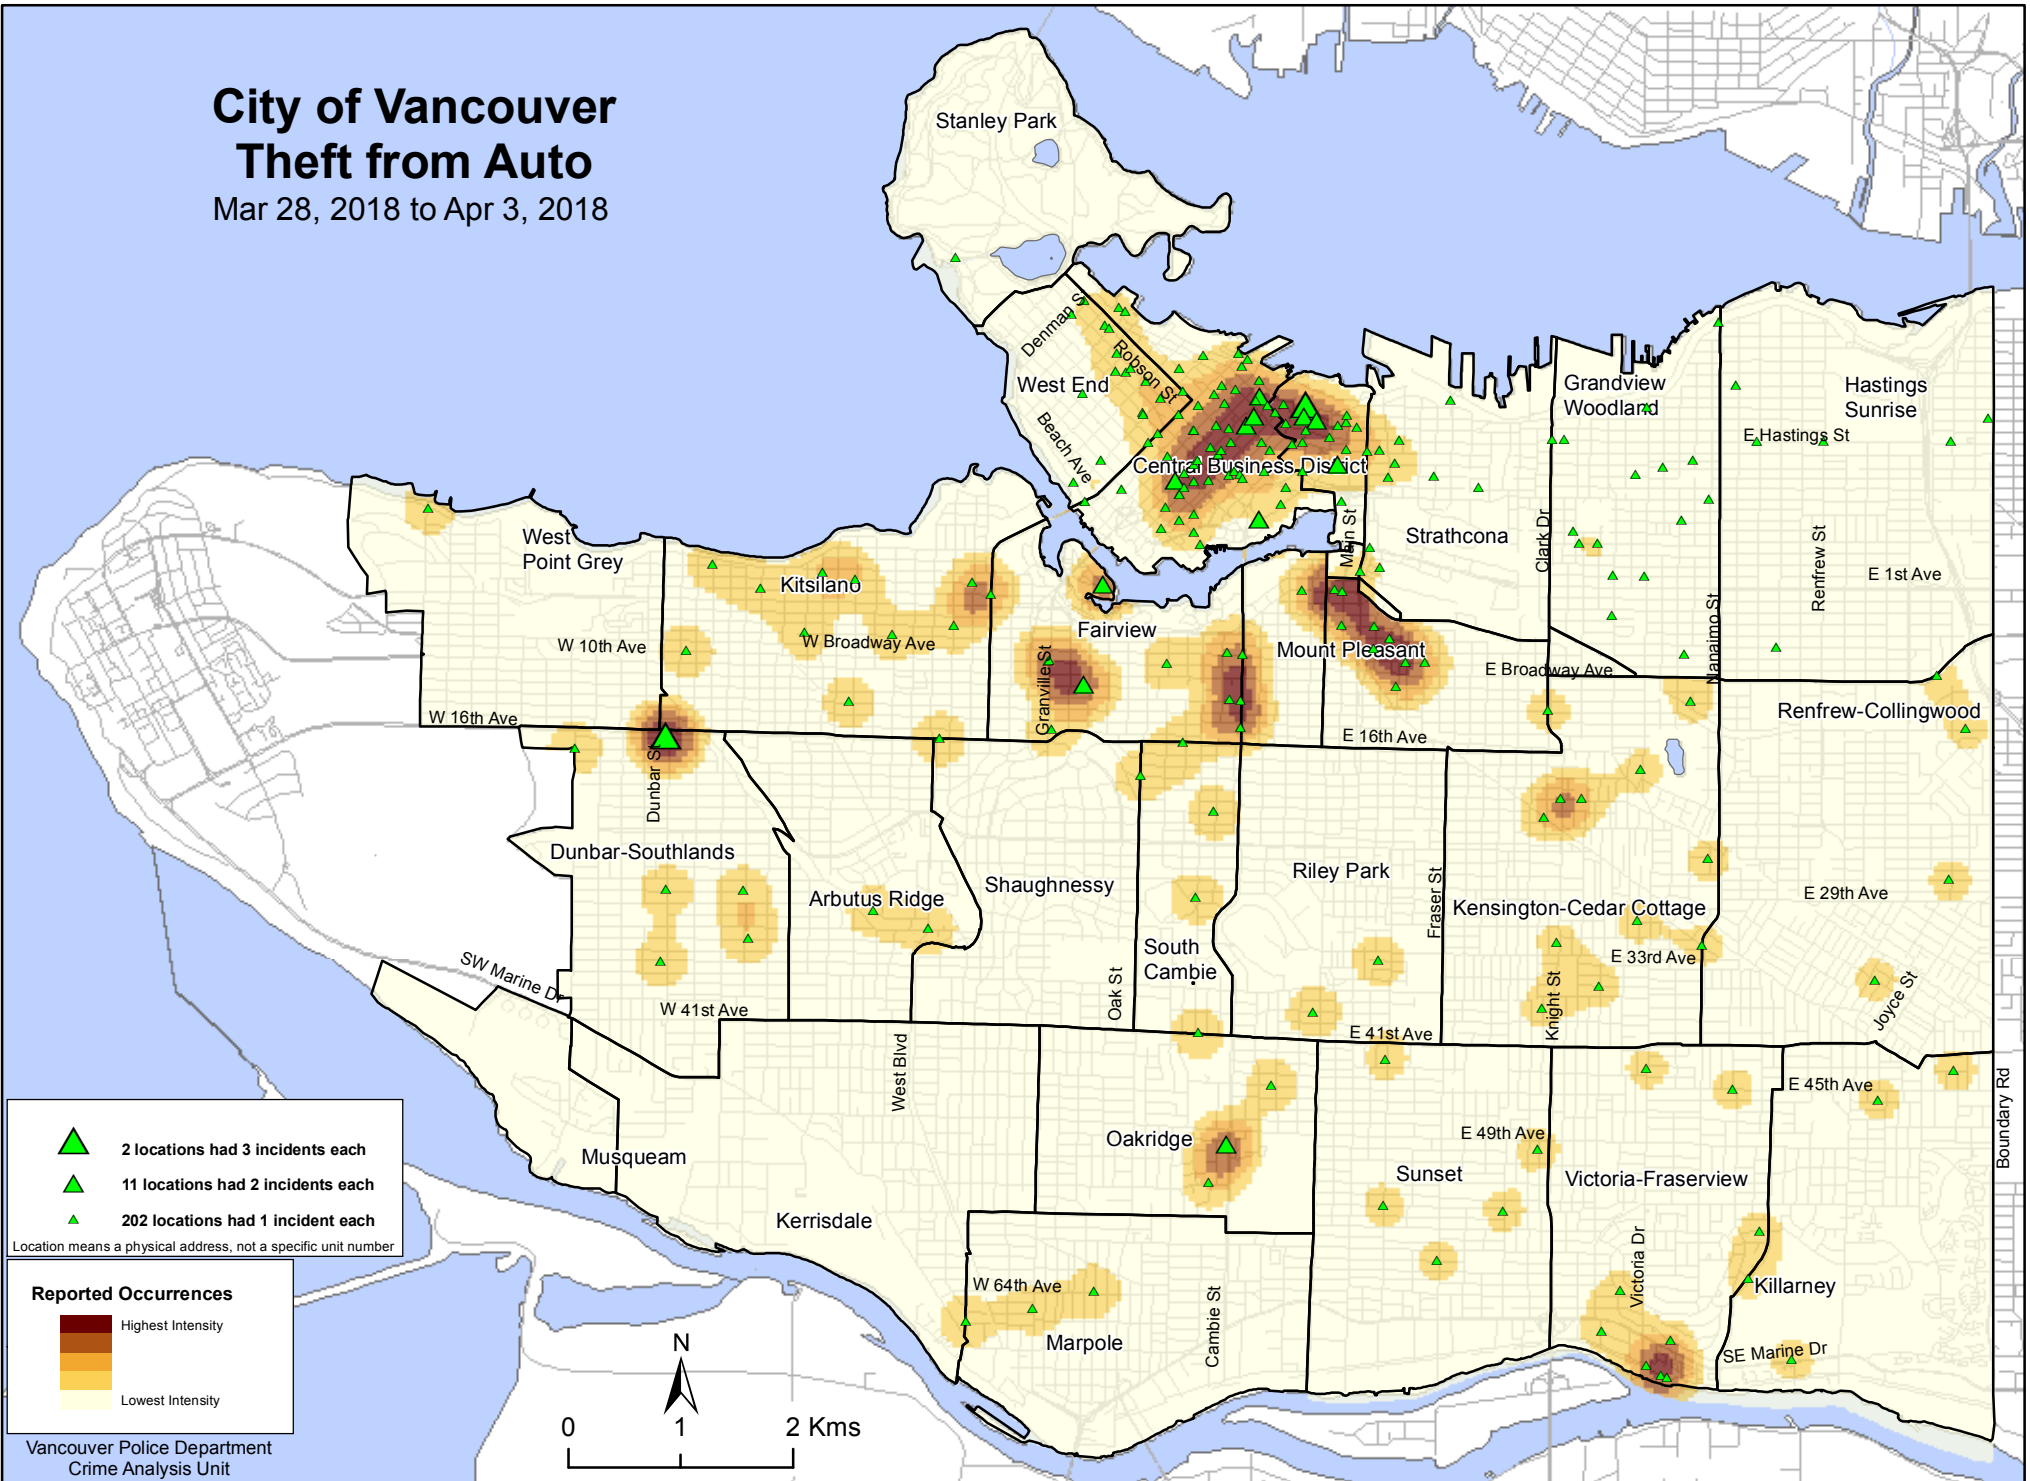 City of Vancouver
Theft from Auto
Mar 28, 2018 to Apr 3, 2018
Stanley Park
Denman St
Robson St
West End
Beach Ave
Central Business District
Grandview
Woodland
Hastings
Sunrise
E Hastings St
West
Point Grey
Kitsilano
Main St
Strathcona
Clark Dr
Renfrew St
E 1st Ave
Nanaimo St
Fairview
W 10th Ave
W Broadway Ave
Granville St
Mount Pleasant
E Broadway Ave
W 16th Ave
E 16th Ave
Renfrew-Collingwood
Dunbar St
Dunbar-Southlands
Arbutus Ridge
Shaughnessy
Riley Park
Fraser St
Kensington-Cedar Cottage
E 29th Ave
South
Cambie
E 33rd Ave
SW Marine Dr
W 41st Ave
Oak St
Knight St
Joyce St
E 41st Ave
West Blvd
E 45th Ave
Boundary Rd
Oakridge
E 49th Ave
Sunset
Victoria-Fraserview
Musqueam
Kerrisdale
W 64th Ave
Marpole
Cambie St
Victoria Dr
Killarney
SE Marine Dr
2 locations had 3 incidents each
11 locations had 2 incidents each
202 locations had 1 incident each
Location means a physical address, not a specific unit number
Reported Occurrences
Highest Intensity
Lowest Intensity
Vancouver Police Department
Crime Analysis Unit
N
0 1 2 Kms